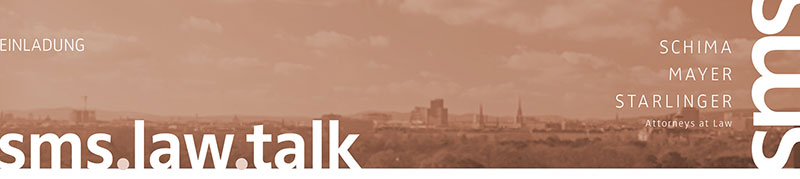 EINLADUNG
SCHIMA
MAYER
STARLINGER
Attorneys at Law
sms.law.talk
sms